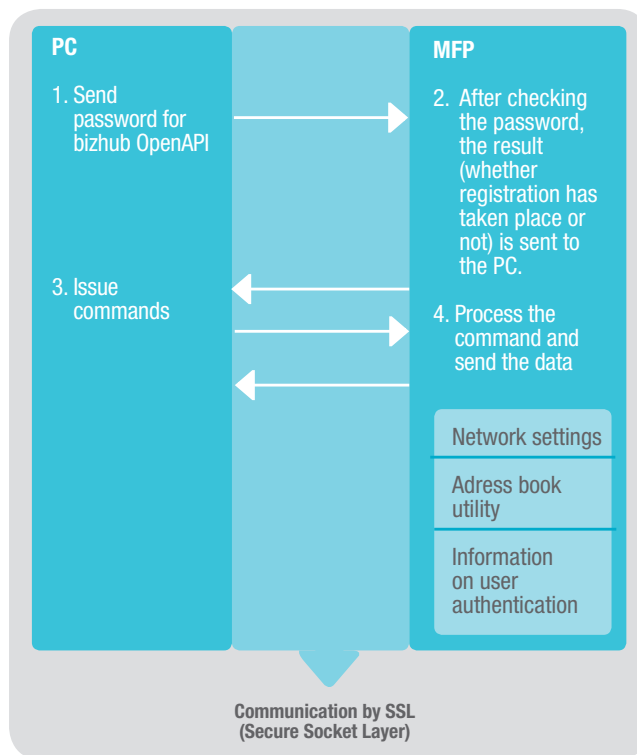 PC
1. Send
password for
bizhub OpenAPI
3. Issue
commands
MFP
2. After checking
the password,
the result
(whether
registration has
taken place or
not) is sent to
the PC.
4. Process the
command and
send the data
Network settings
Adress book
utility
Information
on user
authentication
Communication by SSL
(Secure Socket Layer)